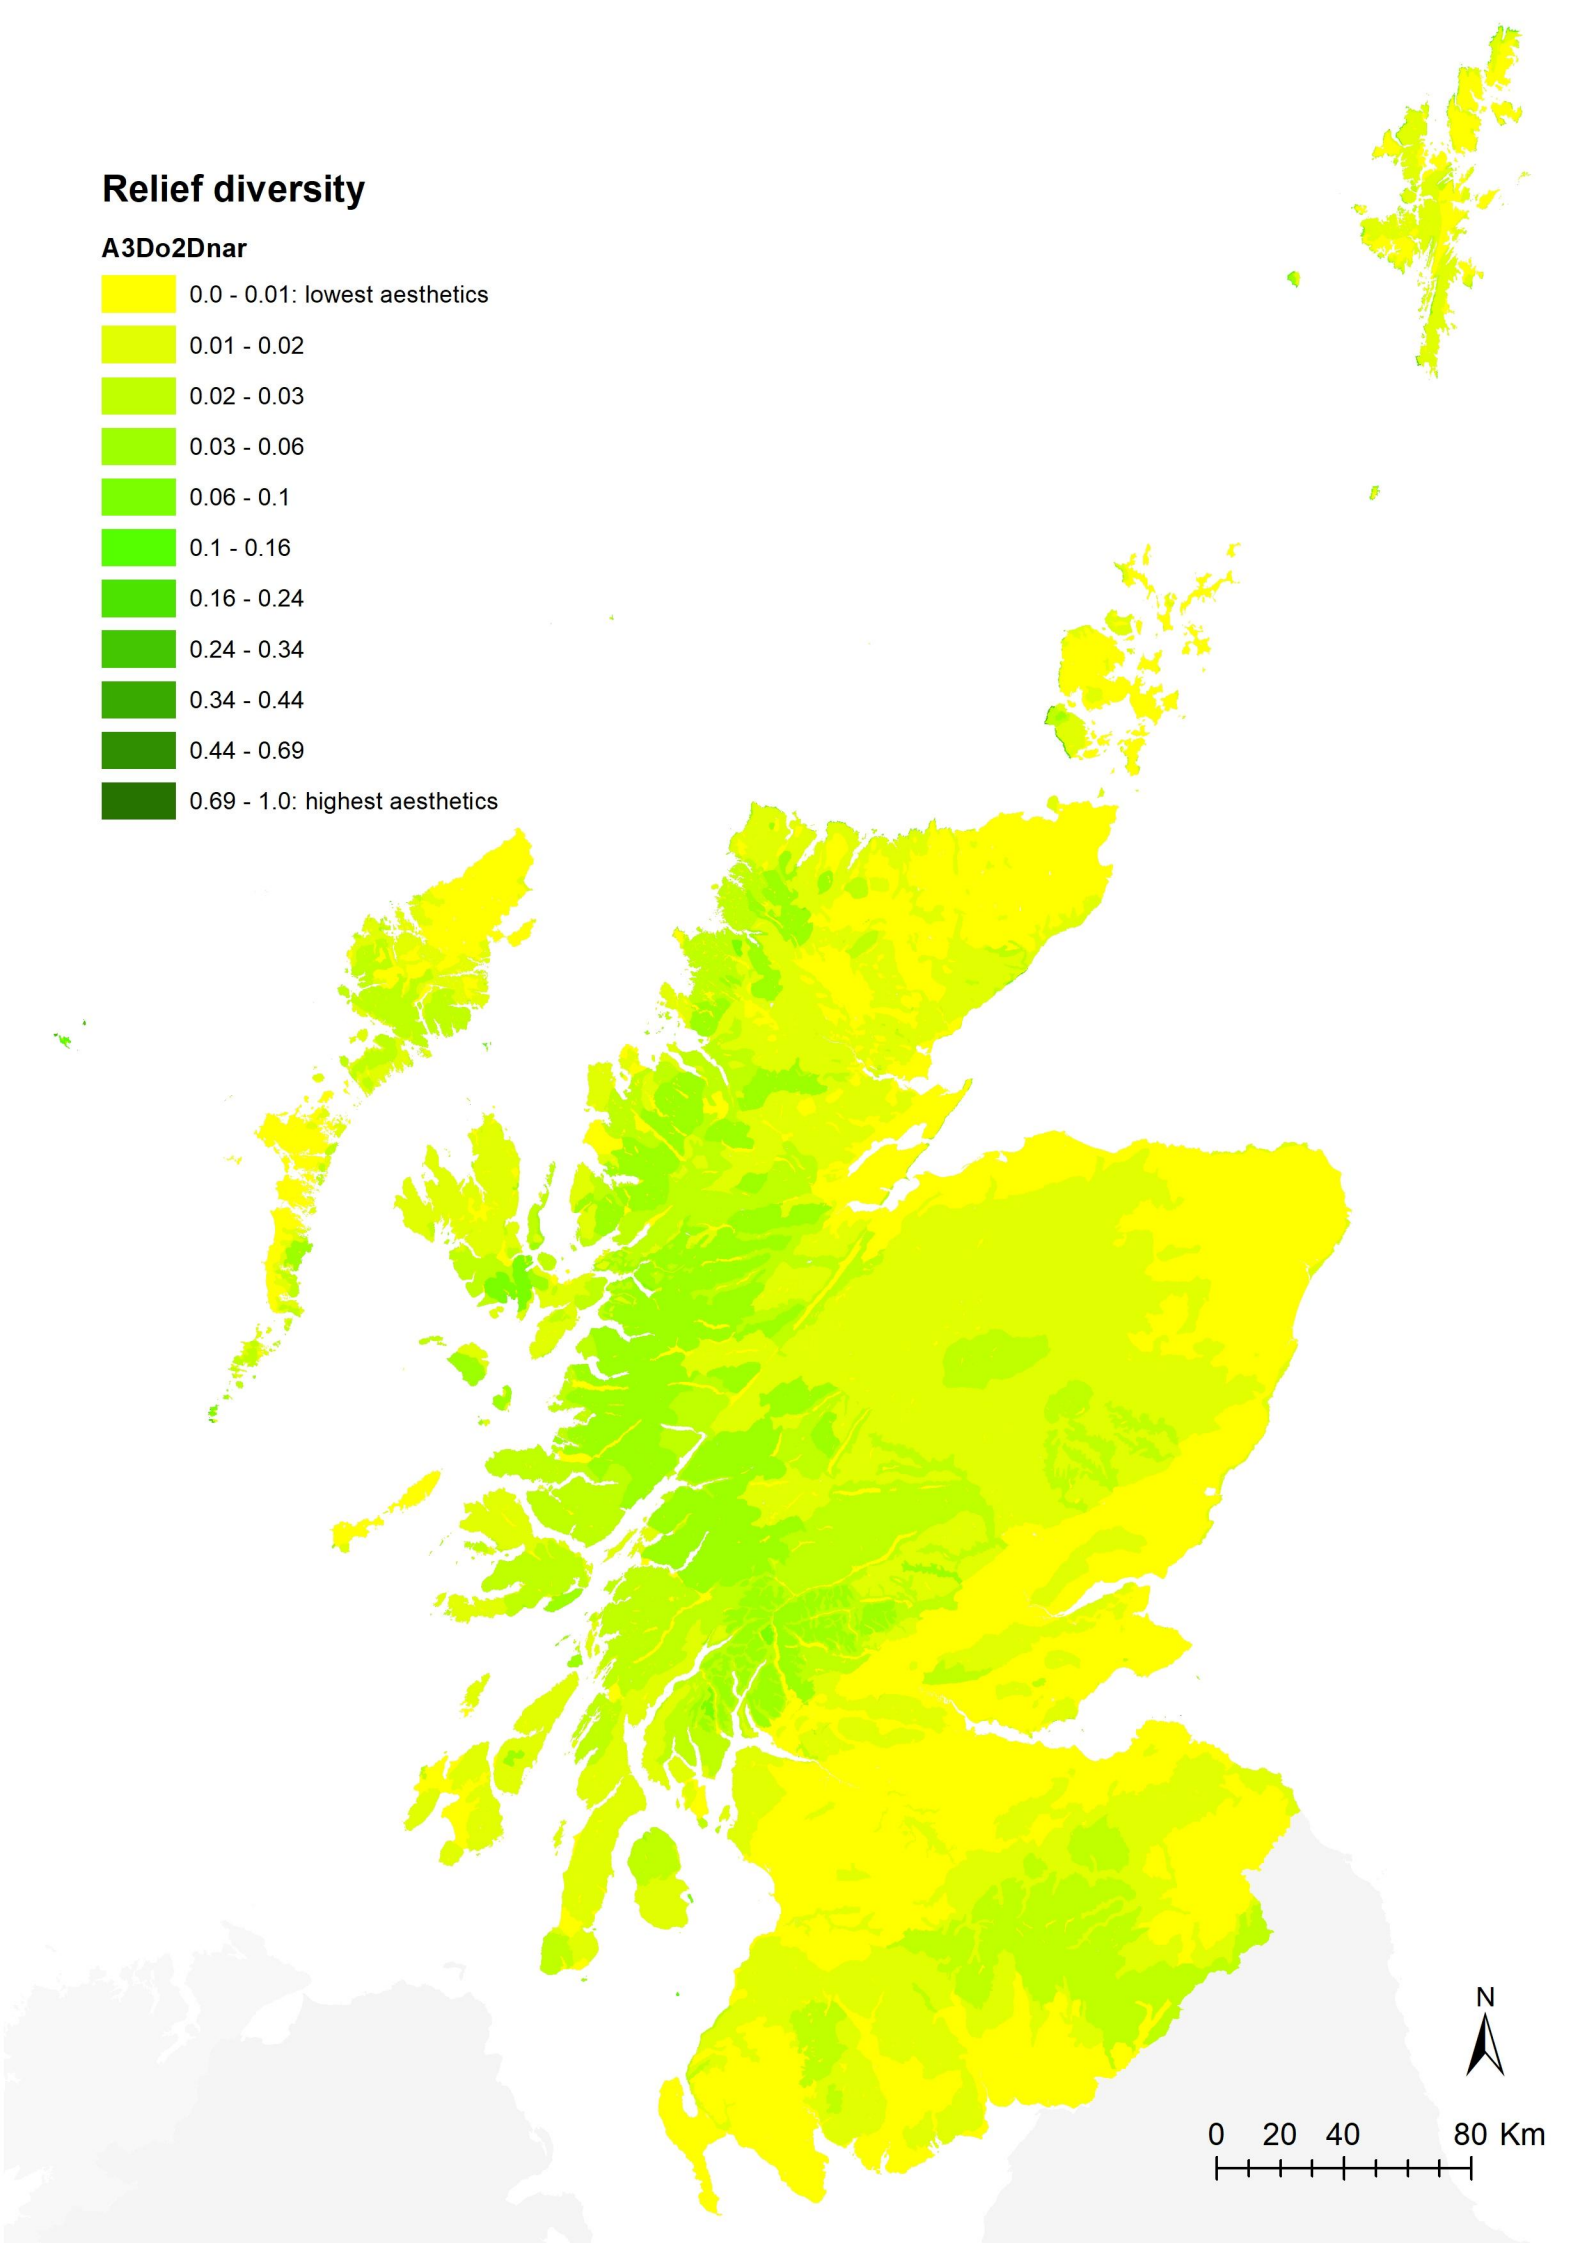 Relief diversity
A3Do2Dnar
0.0 - 0.01: lowest aesthetics
0.01 - 0.02
0.02 - 0.03
0.03 - 0.06
0.06 - 0.1
0.1 - 0.16
0.16 - 0.24
0.24 - 0.34
0.34 - 0.44
0.44 - 0.69
0.69 - 1.0: highest aesthetics
N
0 20 40 80 Km